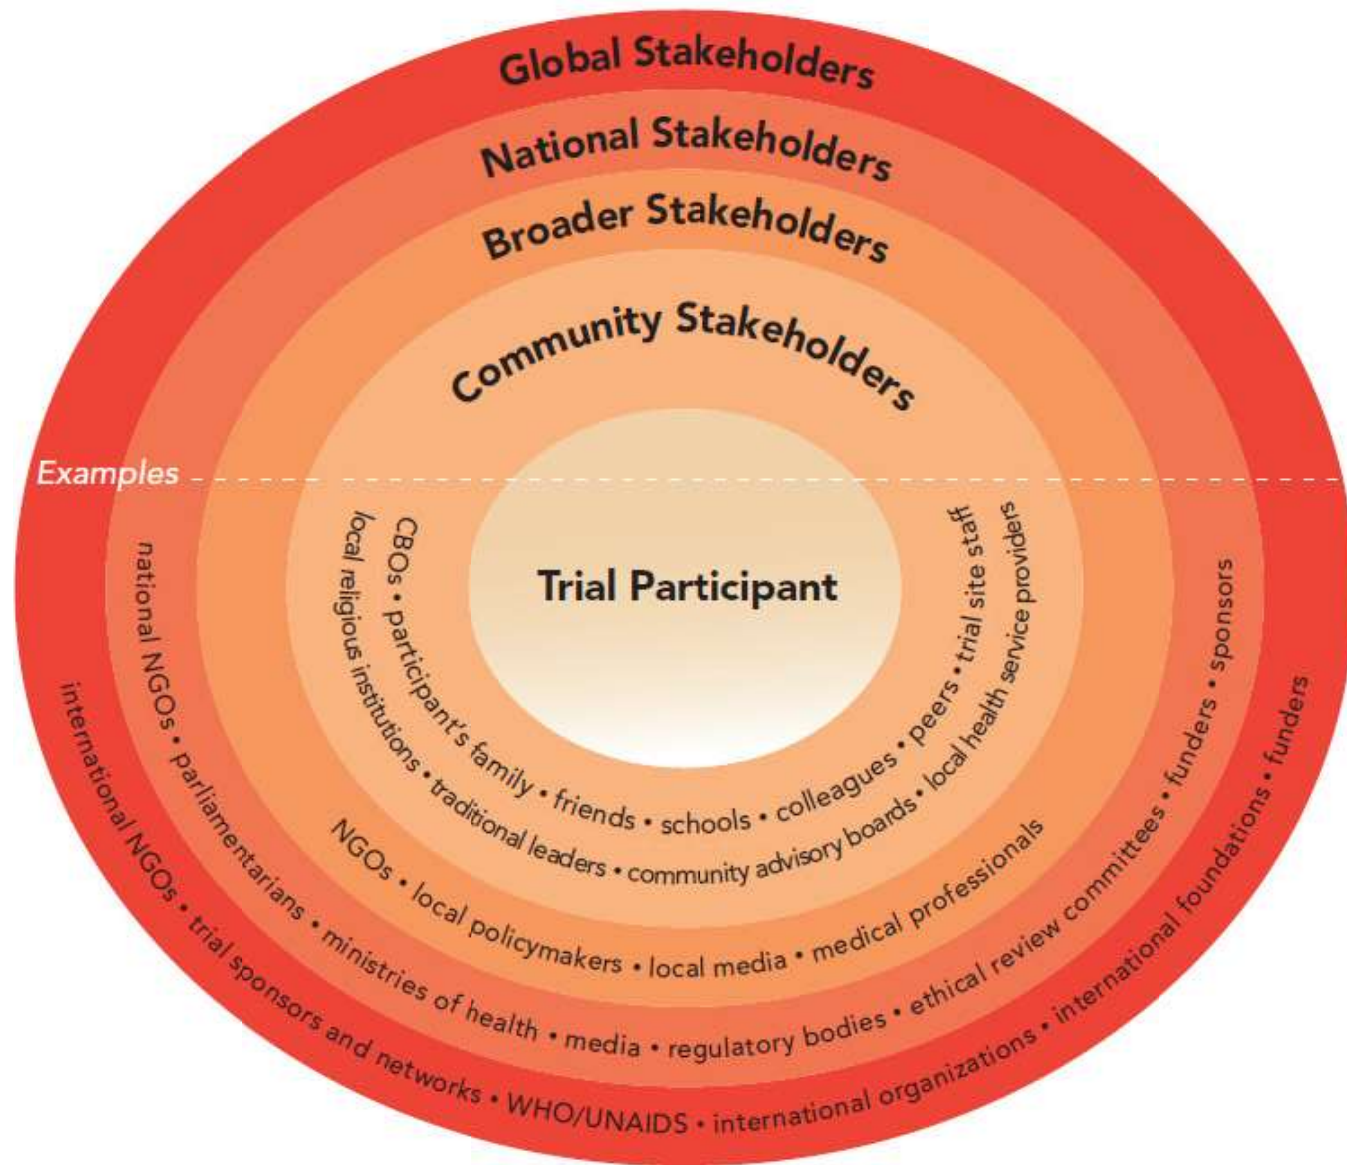 Global Stakeholders
National Stakeholders
Broader Stakeholders
Community Stakeholders
Examples
Trial Participant
CBOs • participant's family • friends • schools • colleagues • peers • trial site staff
local religious institutions • traditional leaders • community advisory boards • local health service providers
NGOs • local policymakers • local media • medical professionals
national NGOs • parliamentarians • ministries of health • media • regulatory bodies • ethical review committees • funders • sponsors
international NGOs • trial sponsors and networks • WHO/UNAIDS • international organizations • international foundations • funders